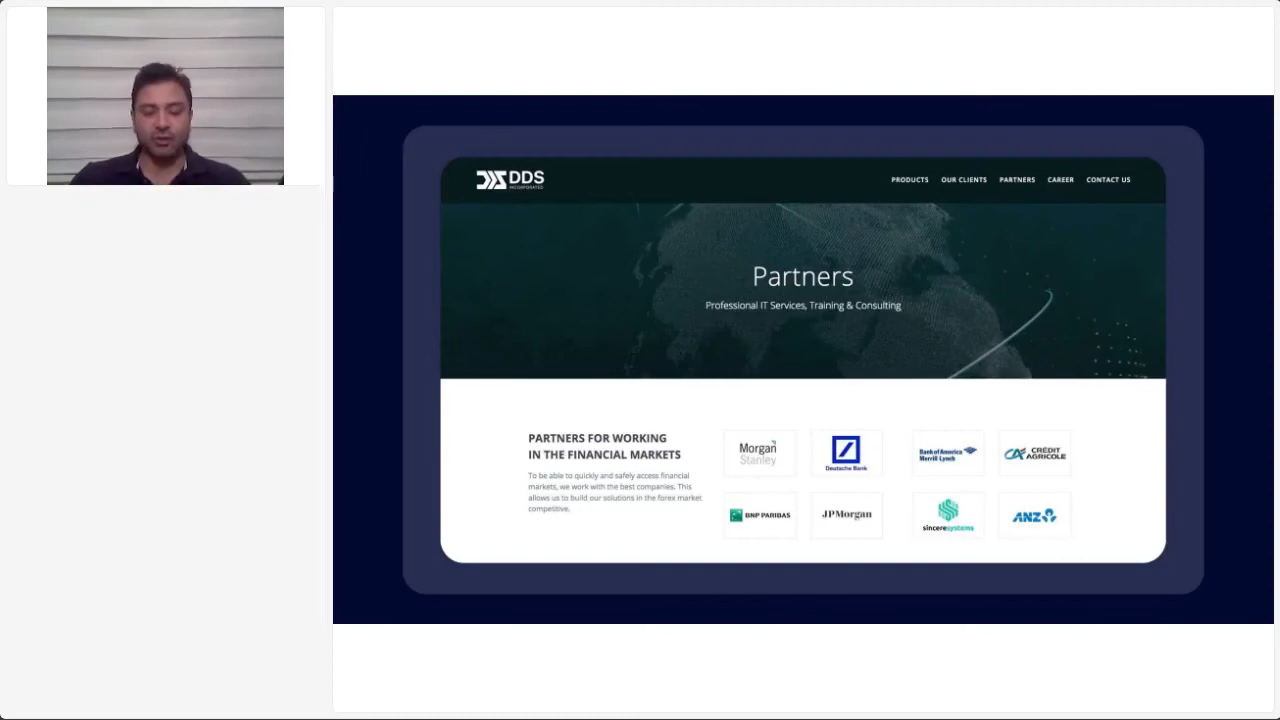 DDS
INCORPORATED
PRODUCTS
OUR CLIENTS
PARTNERS
CAREER
CONTACT US
Partners
Professional IT Services, Training & Consulting
PARTNERS FOR WORKING
IN THE FINANCIAL MARKETS
To be able to quickly and safely access financial
markets, we work with the best companies. This
allows us to build our solutions in the forex market
competitive.
Morgan
Stanley
Deutsche Bank
Bank of America
Merrill Lynch
CRÉDIT
AGRICOLE
BNP PARIBAS
JPMorgan
sinceresystems
ANZ